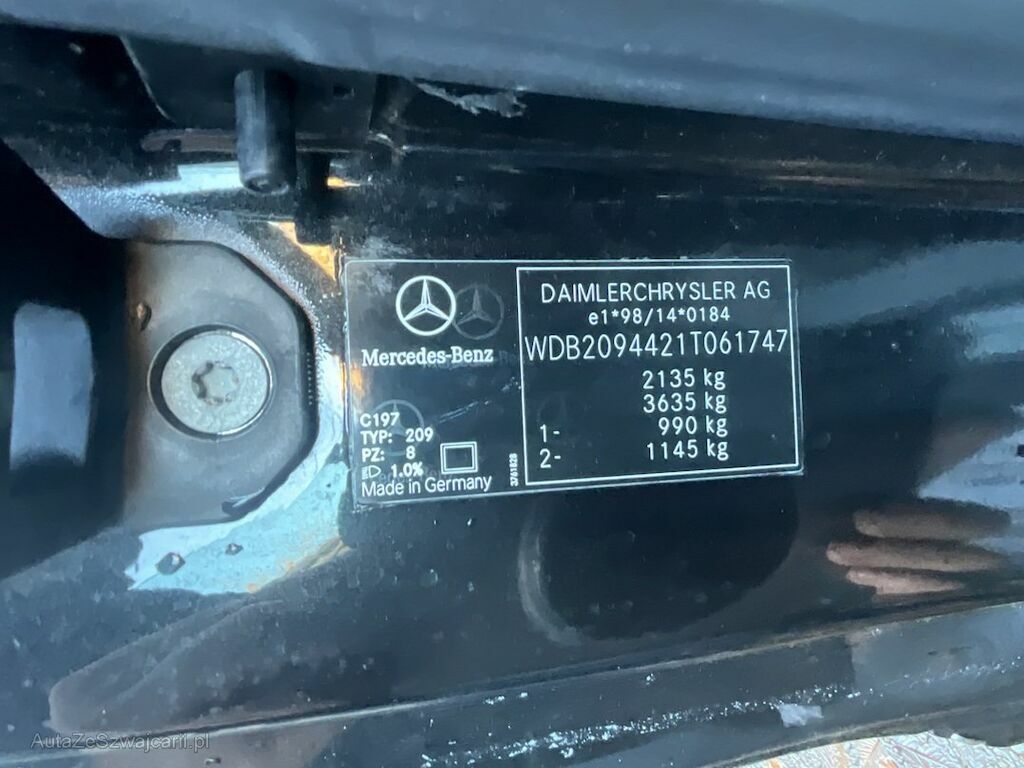 Mercedes-Benz
C197
TYP: 209
PZ: 8
1.0%
Made in Germany
3761828
DAIMLERCHRYSLER AG
e1*98/14*0184
WDB2094421T061747
2135 kg
3635 kg
1- 990 kg
2- 1145 kg
AutaZeSzwajcarii.pl